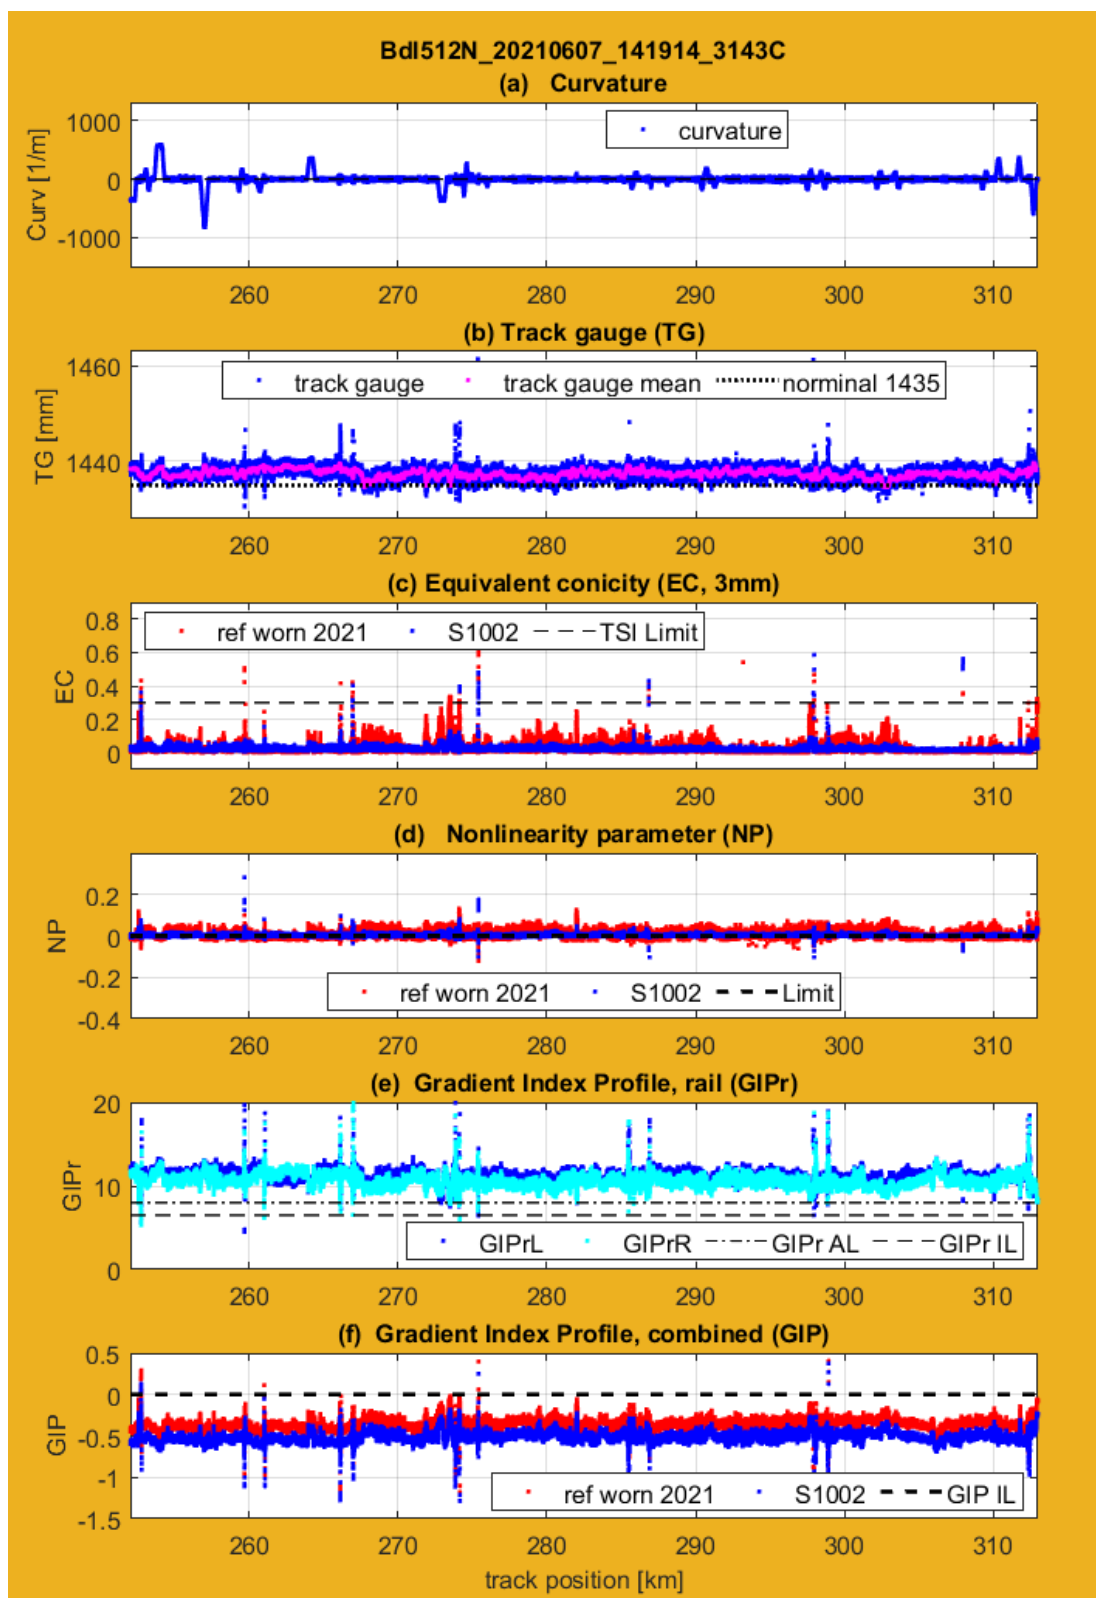 BdI512N_20210607_141914_3143C
(a) Curvature
Curv [1/m]
1000
0
-1000
curvature
260 270 280 290 300 310
(b) Track gauge (TG)
TG [mm]
1460
1440
track gauge track gauge mean norminal 1435
260 270 280 290 300 310
(c) Equivalent conicity (EC, 3mm)
EC
0.8
0.6
0.4
0.2
0
ref worn 2021 S1002 TSI Limit
260 270 280 290 300 310
(d) Nonlinearity parameter (NP)
NP
0.2
0
-0.2
-0.4
ref worn 2021 S1002 Limit
260 270 280 290 300 310
(e) Gradient Index Profile, rail (GIPr)
GIPr
20
10
0
GIPrL GIPrR GIPr AL GIPr IL
260 270 280 290 300 310
(f) Gradient Index Profile, combined (GIP)
GIP
0.5
0
-0.5
-1
-1.5
ref worn 2021 S1002 GIP IL
260 270 280 290 300 310
track position [km]